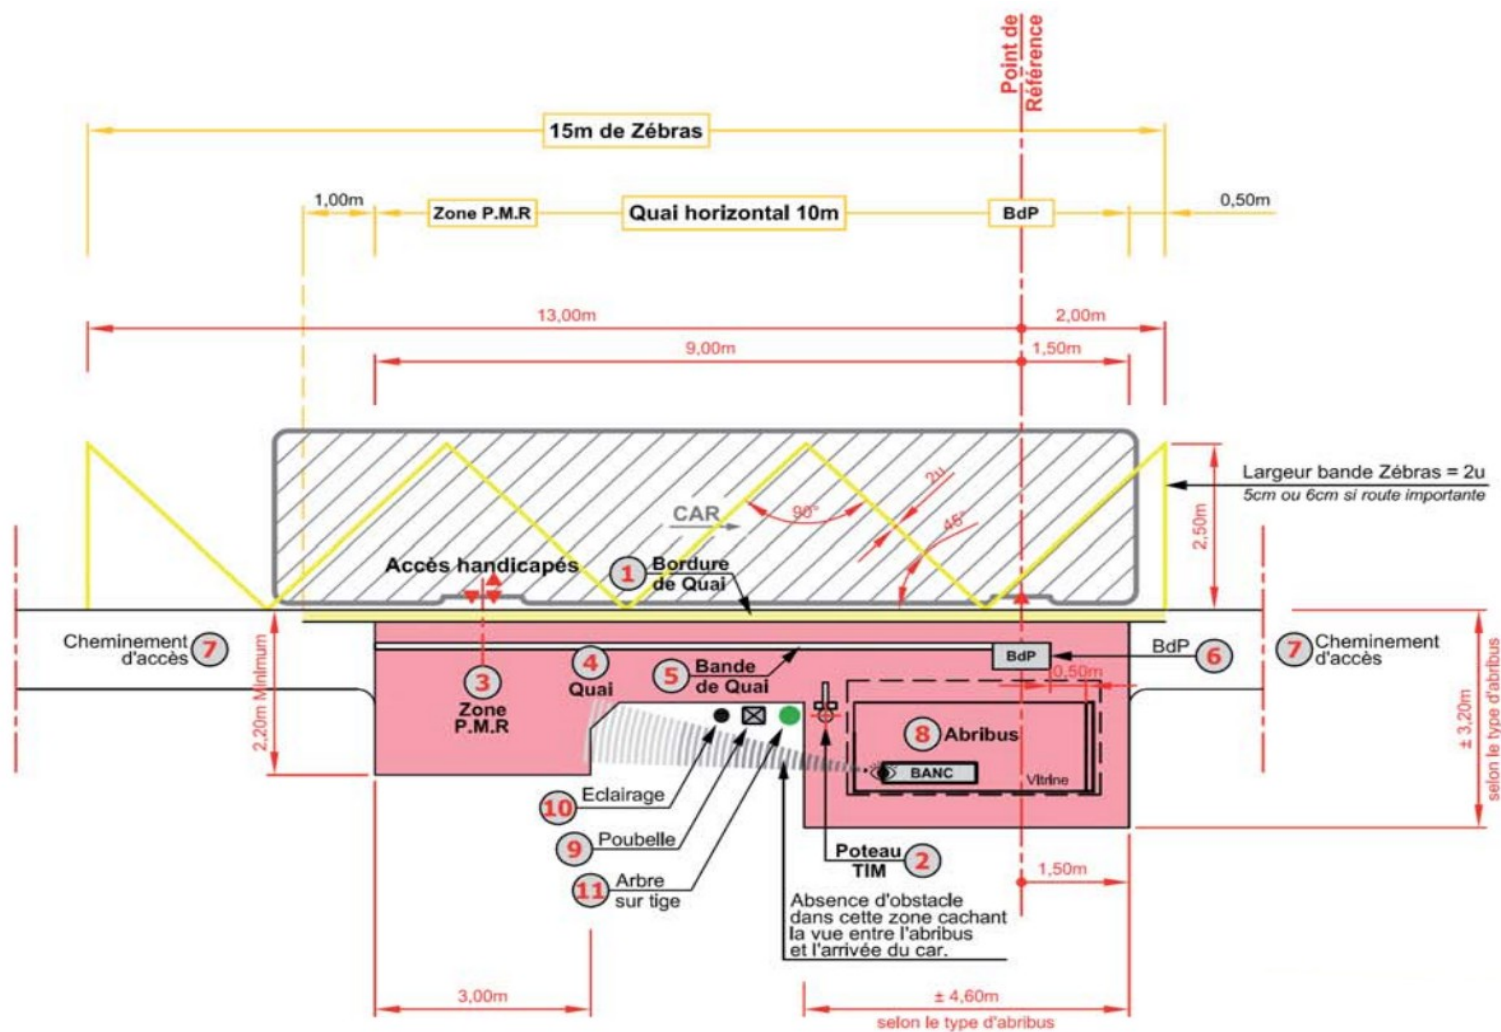 Point de
Référence
15m de Zébras
1,00m
Zone P.M.R
Quai horizontal 10m
BdP
0,50m
13,00m
2,00m
9,00m
1,50m
Largeur bande Zébras = 2u
5cm ou 6cm si route importante
2u
90°
45°
2,50m
CAR
Accès handicapés
1
Bordure
de Quai
Cheminement
d'accès
7
BdP
6
7
Cheminement
d'accès
BdP
0,50m
4
Quai
5
Bande
de Quai
3
Zone
P.M.R
2,20m Minimum
8
Abribus
BANC
Vitrine
± 3,20m
selon le type d'abribus
10
Eclairage
9
Poubelle
11
Arbre
sur tige
Poteau
TIM
2
1,50m
Absence d'obstacle
dans cette zone cachant
la vue entre l'abribus
et l'arrivée du car.
3,00m
± 4,60m
selon le type d'abribus